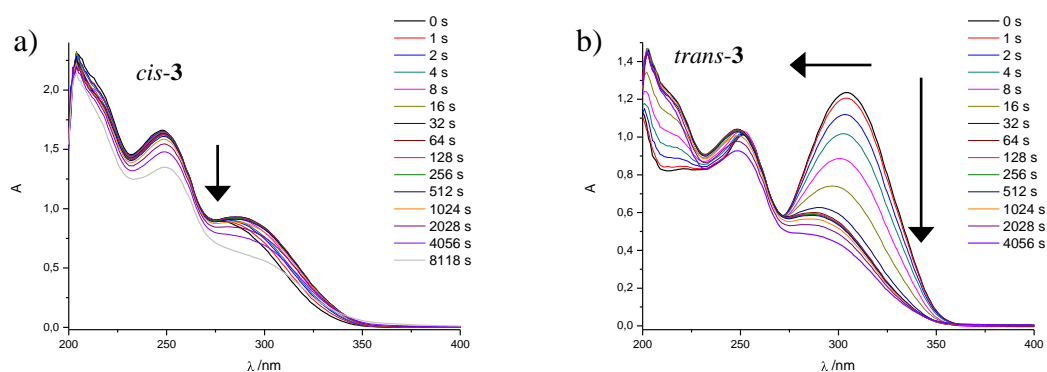 a)
cis-3
A
2,0
1,5
1,0
0,5
0,0
200
250
300
350
400
λ /nm
0 s
1 s
2 s
4 s
8 s
16 s
32 s
64 s
128 s
256 s
512 s
1024 s
2028 s
4056 s
8118 s
b)
trans-3
A
1,4
1,2
1,0
0,8
0,6
0,4
0,2
0,0
200
250
300
350
400
λ /nm
0 s
1 s
2 s
4 s
8 s
16 s
32 s
64 s
128 s
256 s
512 s
1024 s
2028 s
4056 s